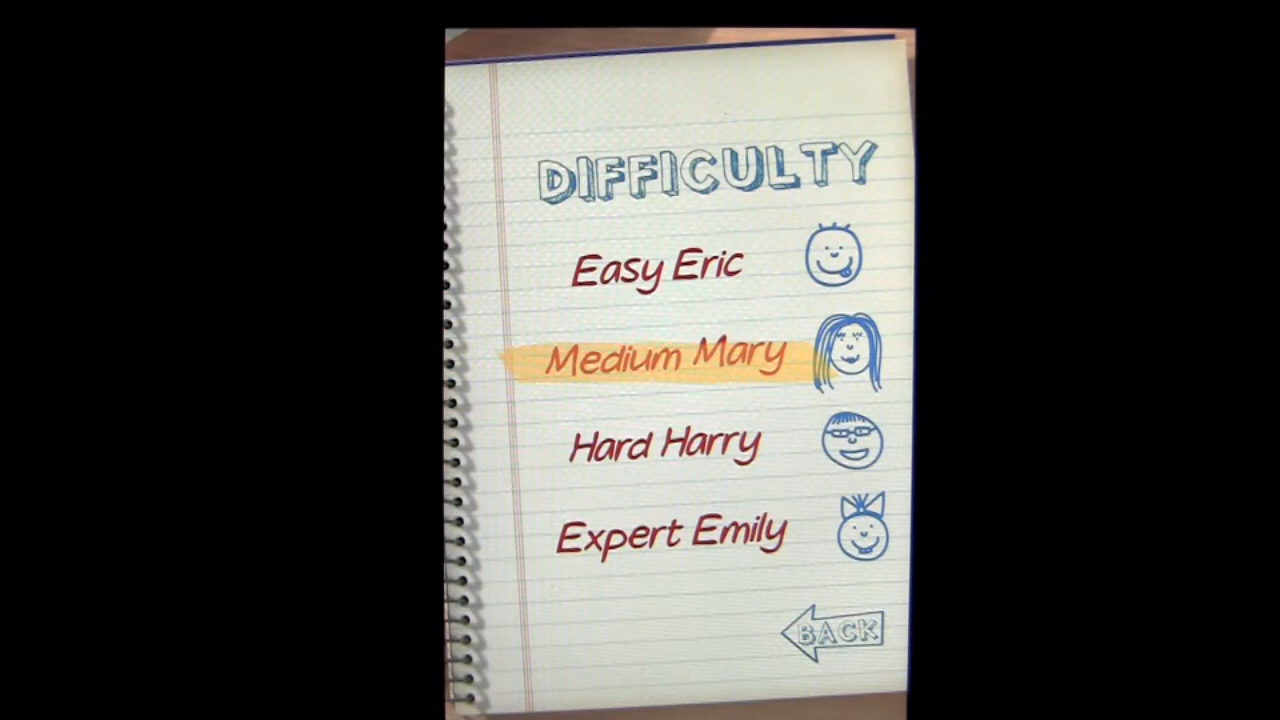 DIFFICULTY
Easy Eric
Medium Mary
Hard Harry
Expert Emily
BACK